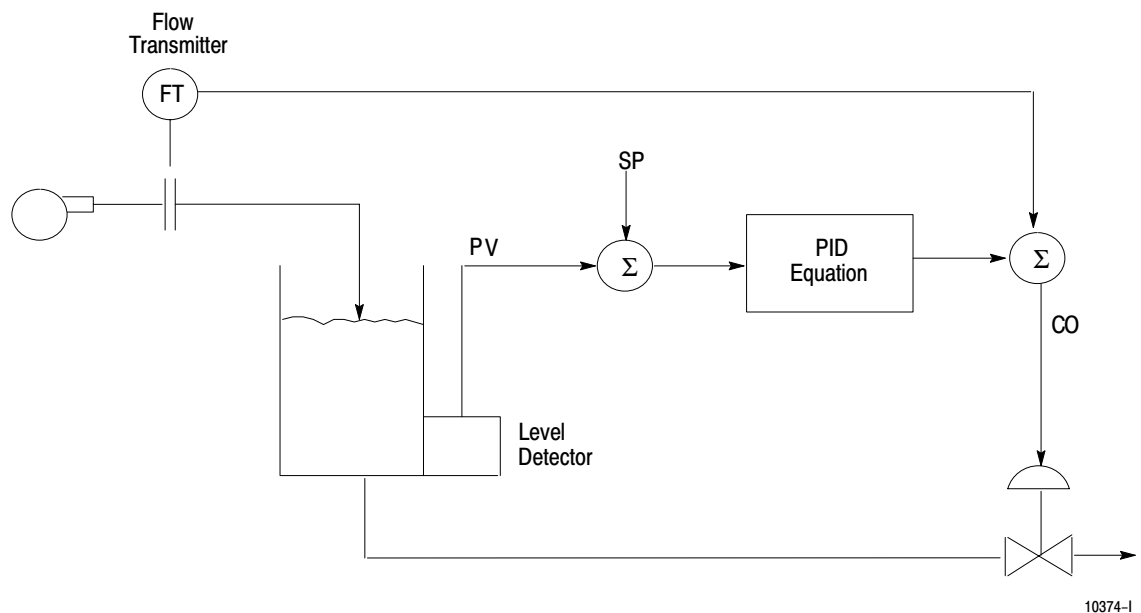 Flow
Transmitter
FT
SP
PV
Σ
PID
Equation
Σ
CO
Level
Detector
10374–I